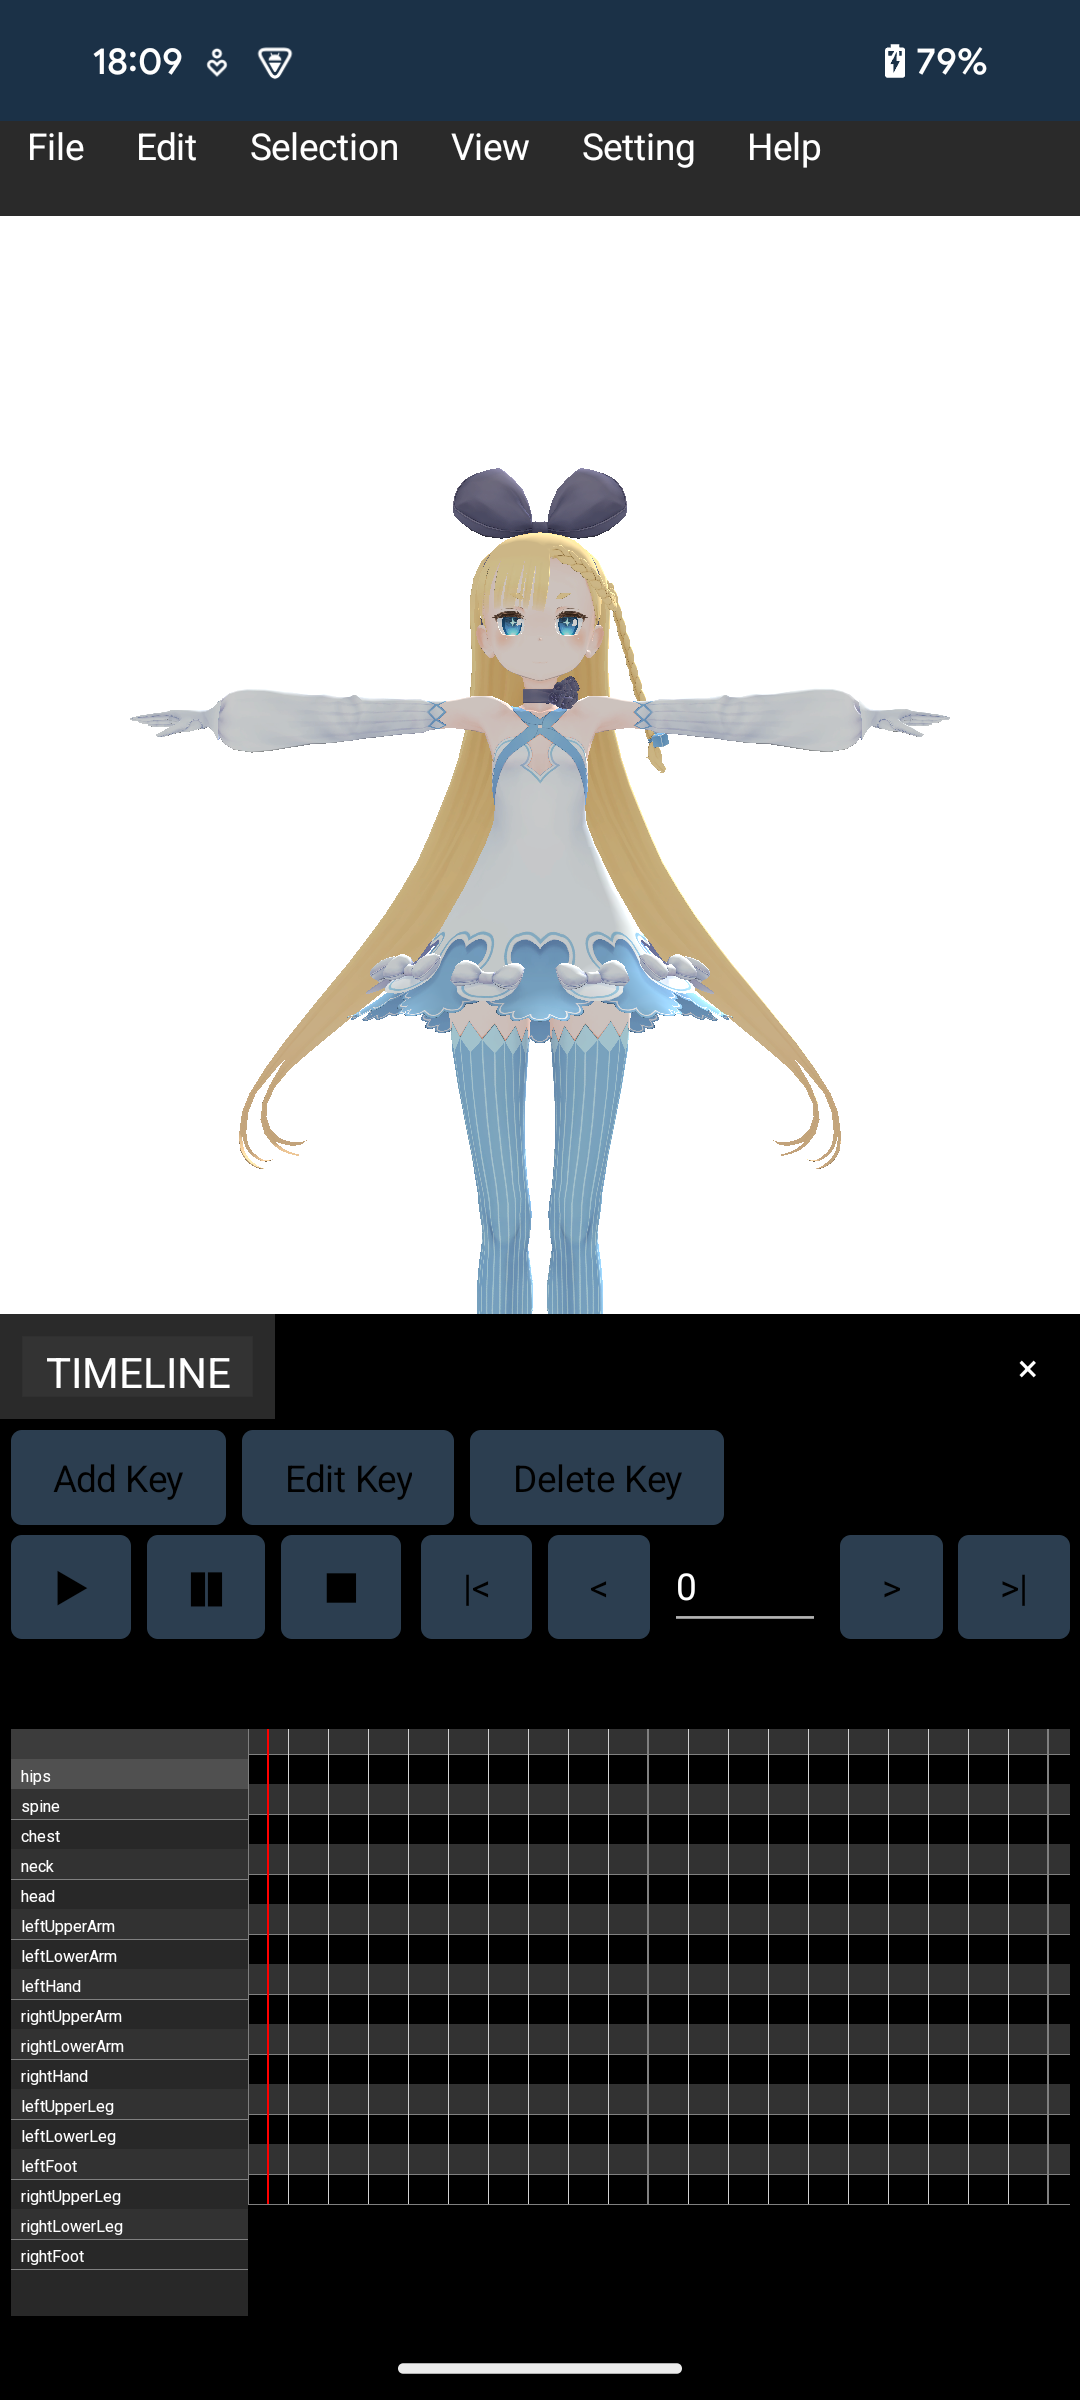 18:09 79%
File Edit Selection View Setting Help
TIMELINE ×
Add Key Edit Key Delete Key
|< < 0 > >|
hips
spine
chest
neck
head
leftUpperArm
leftLowerArm
leftHand
rightUpperArm
rightLowerArm
rightHand
leftUpperLeg
leftLowerLeg
leftFoot
rightUpperLeg
rightLowerLeg
rightFoot